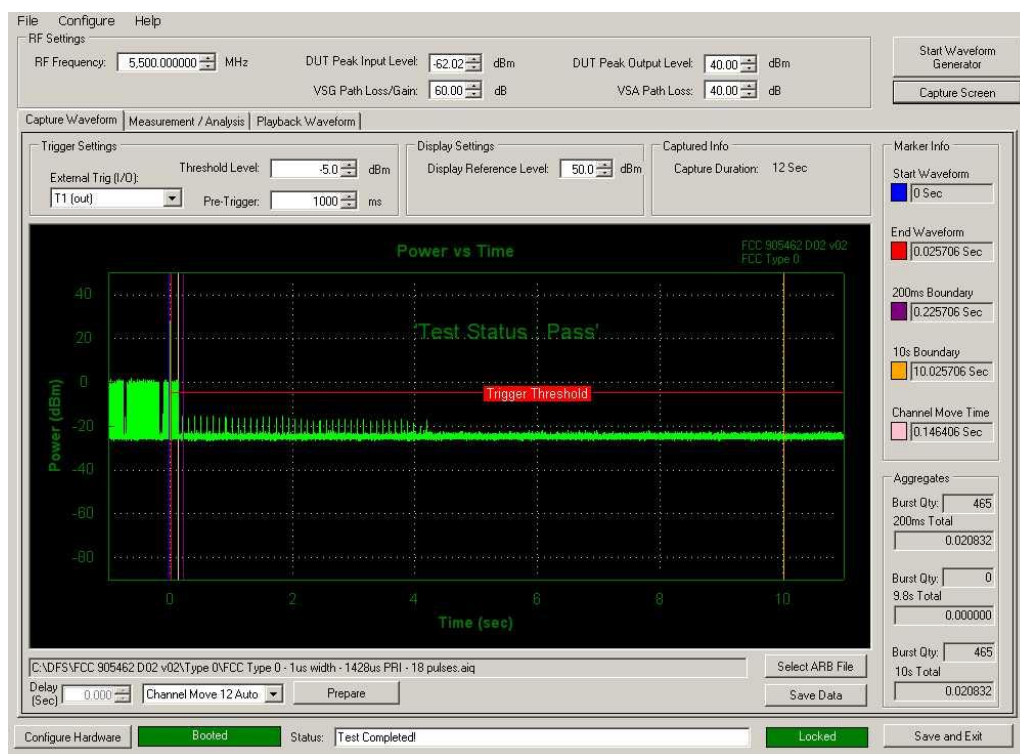 File Configure Help
RF Settings
RF Frequency: 5,500.000000 MHz
DUT Peak Input Level: -62.02 dBm
DUT Peak Output Level: 40.00 dBm
VSG Path Loss/Gain: 60.00 dB
VSA Path Loss: 40.00 dB
Start Waveform Generator
Capture Screen
Capture Waveform Measurement / Analysis Playback Waveform
Trigger Settings
External Trig (I/O):
T1 (out)
Threshold Level: -5.0 dBm
Pre-Trigger: 1000 ms
Display Settings
Display Reference Level: 50.0 dBm
Captured Info
Capture Duration: 12 Sec
Power vs Time
FCC 905462 D02 v02
FCC Type 0
'Test Status : Pass'
Trigger Threshold
Power (dBm)
40
20
0
-20
-40
-60
-80
0 2 4 6 8 10
Time (sec)
Marker Info
Start Waveform
0 Sec
End Waveform
0.025706 Sec
200ms Boundary
0.225706 Sec
10s Boundary
10.025706 Sec
Channel Move Time
0.146406 Sec
Aggregates
Burst Qty: 465
200ms Total
0.020832
Burst Qty: 0
9.8s Total
0.000000
Burst Qty: 465
10s Total
0.020832
C:\DFS\FCC 905462 D02 v02\Type 0\FCC Type 0 - 1us width - 1428us PRI - 18 pulses.aiq
Select ARB File
Delay (Sec) 0.000
Channel Move 12 Auto
Prepare
Save Data
Configure Hardware
Booted
Status: Test Completed!
Locked
Save and Exit